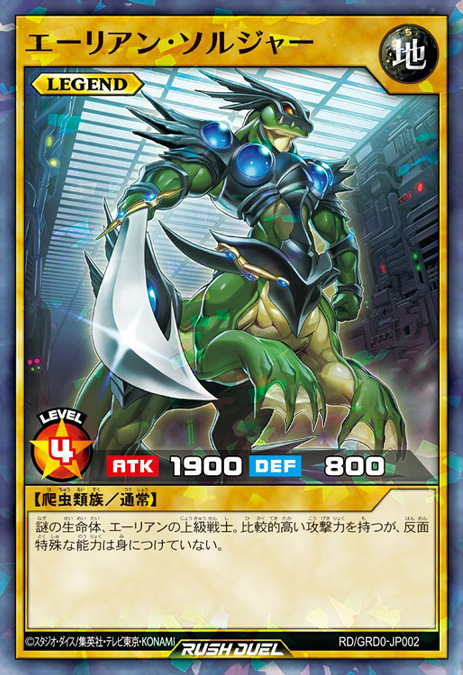 エーリアン・ソルジャー
地
LEGEND
LEVEL
4
ATK 1900 DEF 800
【爬虫類族／通常】
謎の生命体、エーリアンの上級戦士。比較的高い攻撃力を持つが、反面
特殊な能力は身につけていない。
©スタジオ・ダイス/集英社・テレビ東京・KONAMI
RUSH DUEL
RD/GRD0-JP002